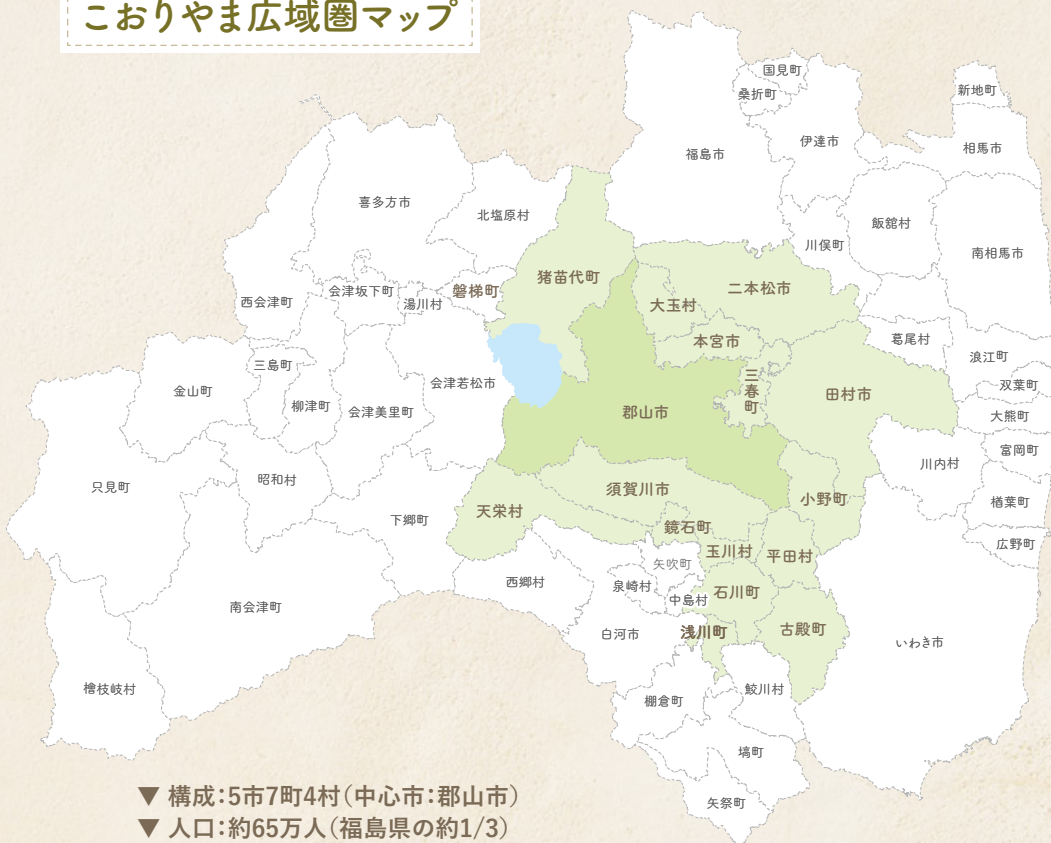 こおりやま広域圏マップ
国見町
桑折町
新地町
伊達市
相馬市
福島市
喜多方市
北塩原村
飯舘村
川俣町
南相馬市
猪苗代町
二本松市
磐梯町
会津坂下町
西会津町
湯川村
大玉村
本宮市
葛尾村
浪江町
三島町
双葉町
会津若松市
金山町
三春町
田村市
柳津町
会津美里町
郡山市
大熊町
富岡町
川内村
昭和村
只見町
須賀川市
小野町
楢葉町
天栄村
下郷町
鏡石町
広野町
玉川村
平田村
矢吹町
西郷村
泉崎村
石川町
中島村
南会津町
白河市
浅川町
古殿町
いわき市
檜枝岐村
鮫川村
棚倉町
塙町
矢祭町
▼ 構成:5市7町4村(中心市:郡山市)
▼ 人口:約65万人(福島県の約1/3)